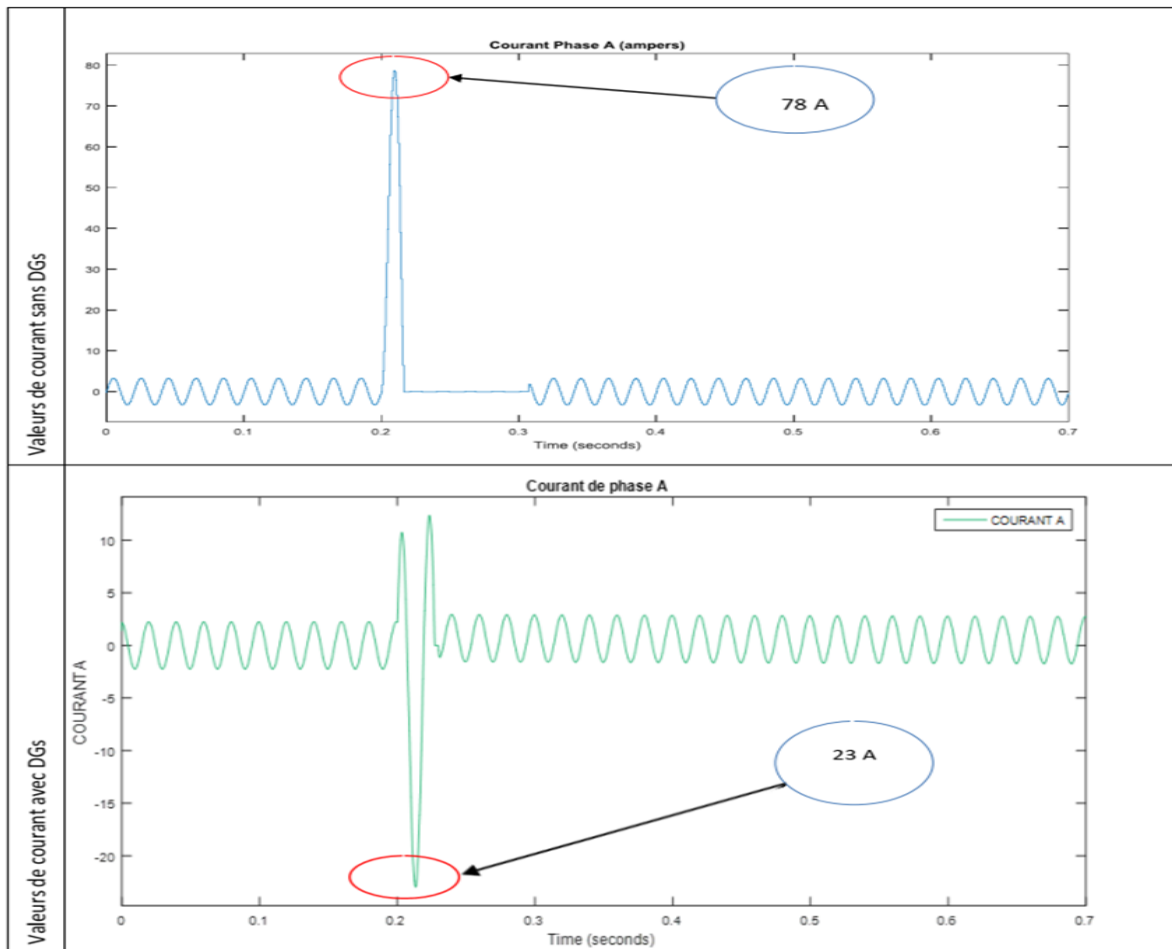 Valeurs de courant sans DGs
Courant Phase A (ampers)
78 A
80
70
60
50
40
30
20
10
0
0 0.1 0.2 0.3 0.4 0.5 0.6 0.7
Time (seconds)
Valeurs de courant avec DGs
Courant de phase A
COURANT A
COURANT A
10
5
0
-5
-10
-15
-20
23 A
0 0.1 0.2 0.3 0.4 0.5 0.6 0.7
Time (seconds)